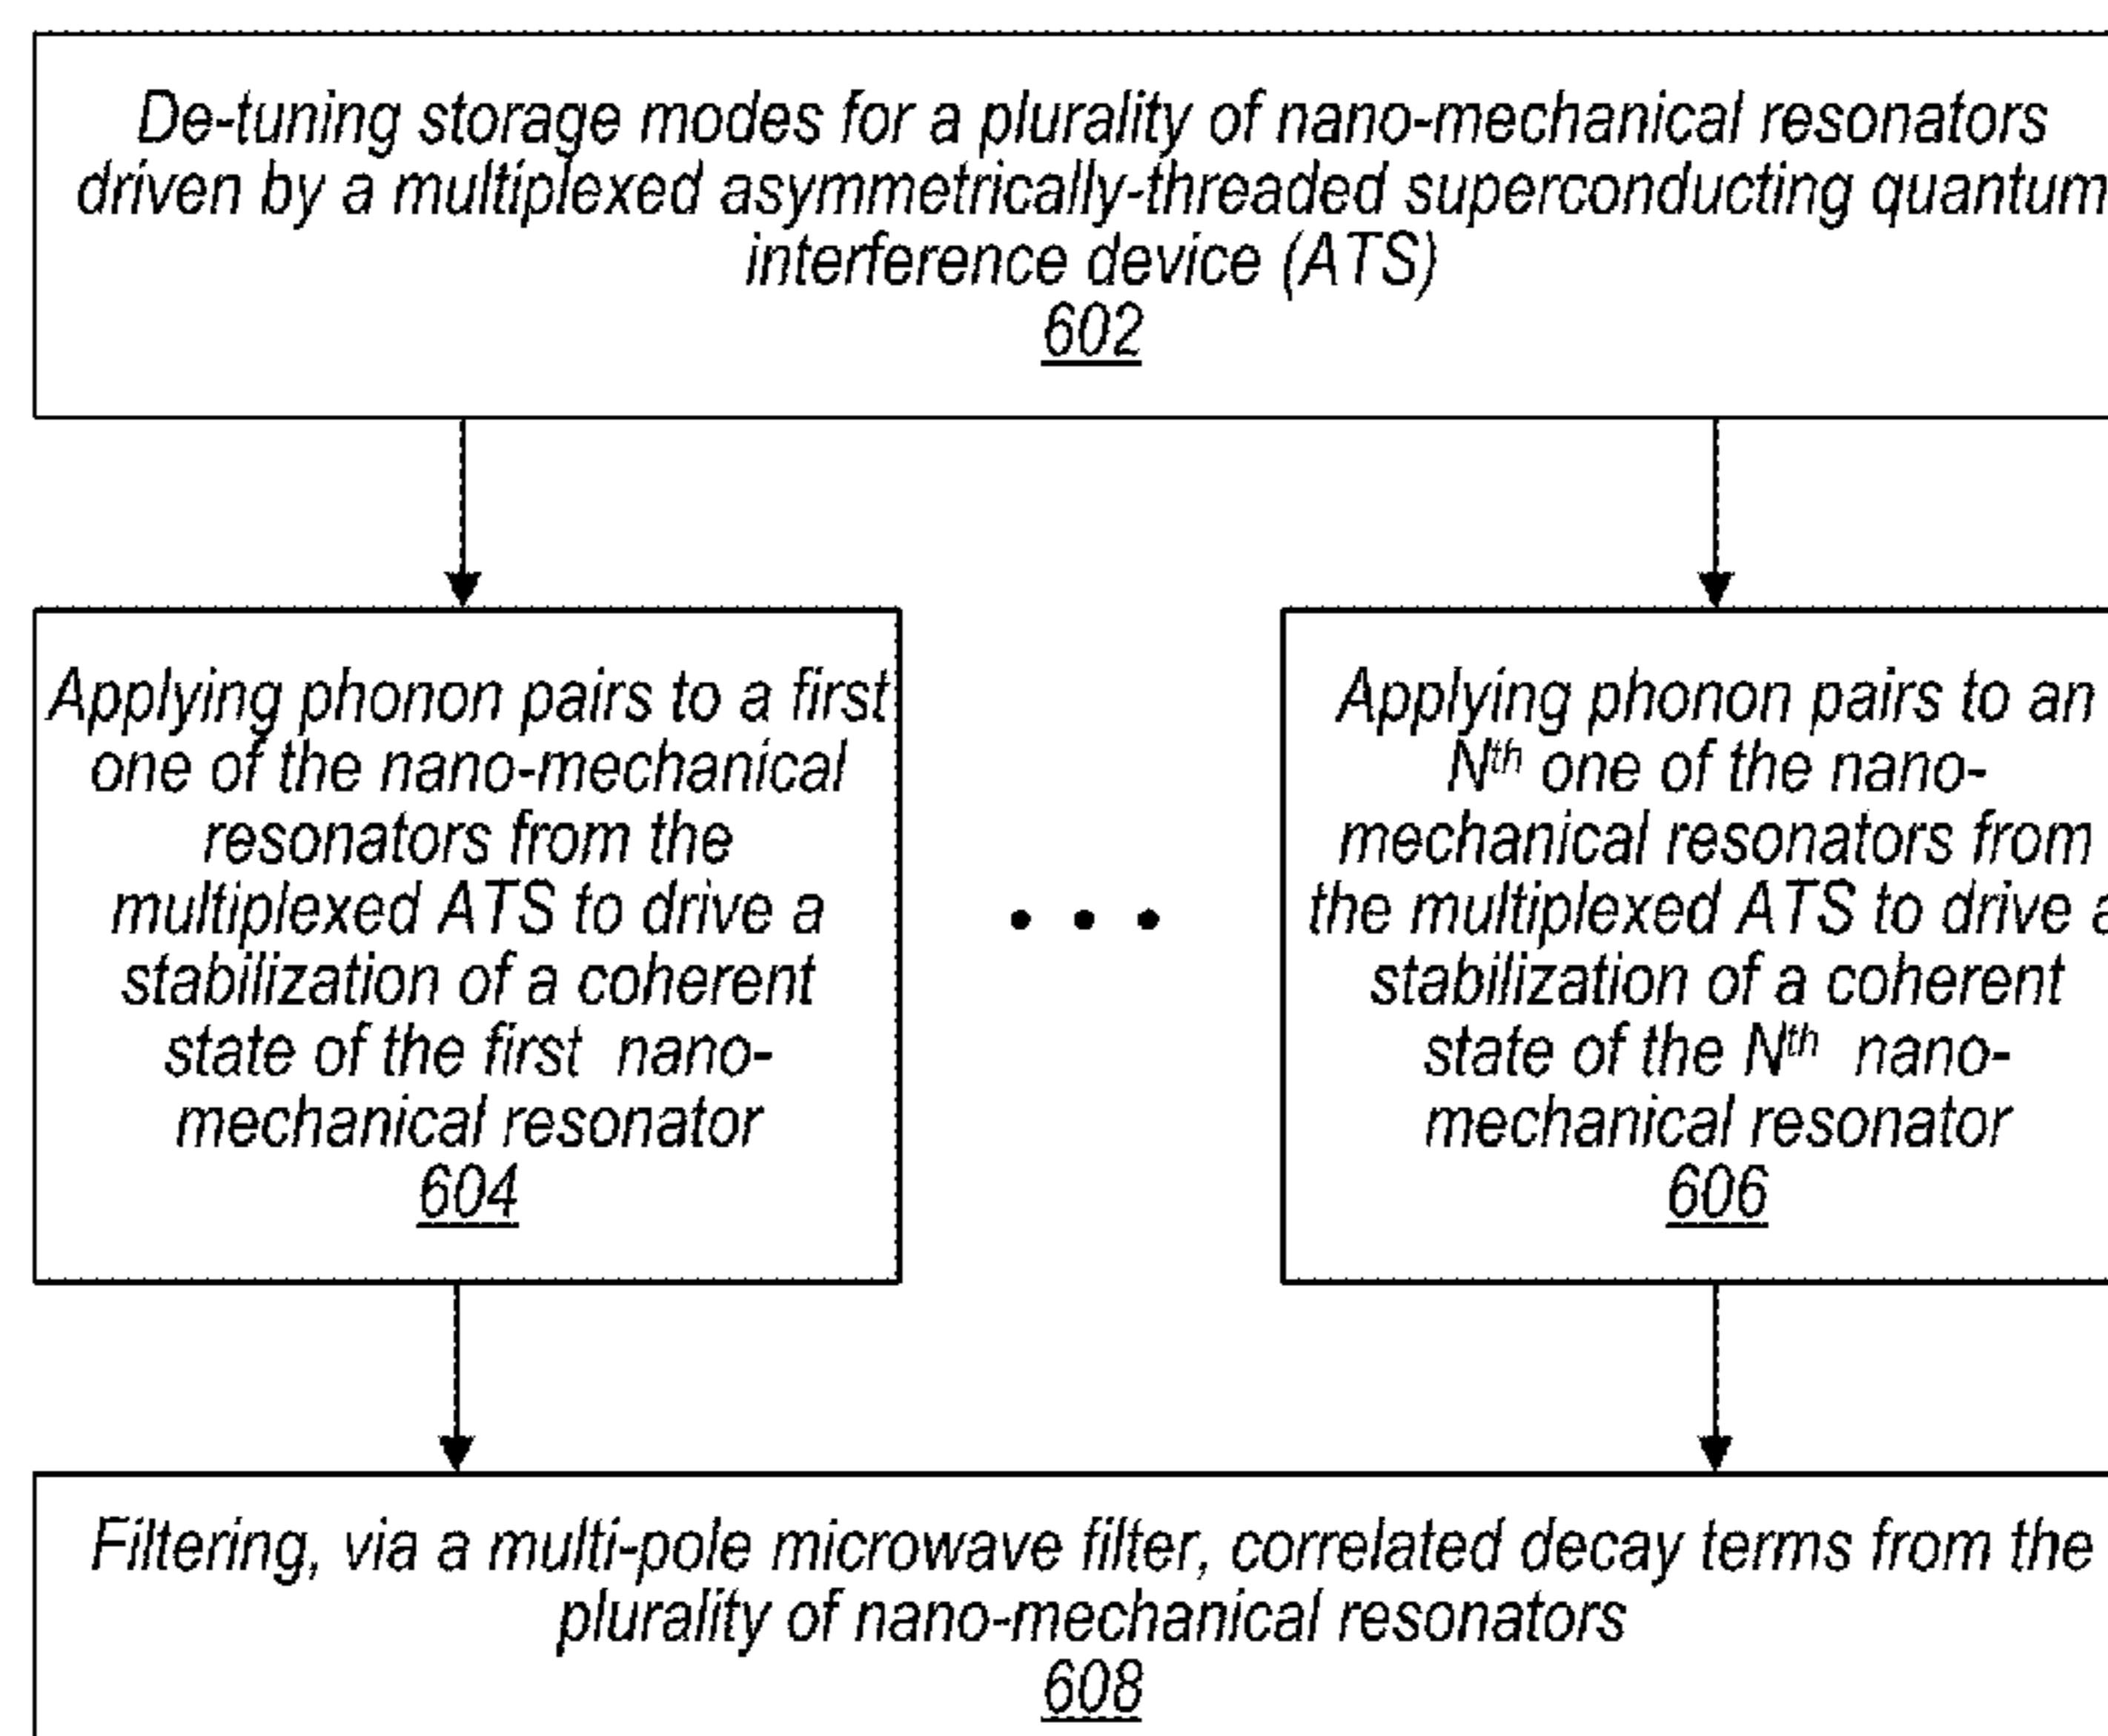 De-tuning storage modes for a plurality of nano-mechanical resonators
driven by a multiplexed asymmetrically-threaded superconducting quantum
interference device (ATS)
602
Applying phonon pairs to a first
one of the nano-mechanical
resonators from the
multiplexed ATS to drive a
stabilization of a coherent
state of the first nano-
mechanical resonator
604
• • •
Applying phonon pairs to an
Nth one of the nano-
mechanical resonators from
the multiplexed ATS to drive a
stabilization of a coherent
state of the Nth nano-
mechanical resonator
606
Filtering, via a multi-pole microwave filter, correlated decay terms from the
plurality of nano-mechanical resonators
608